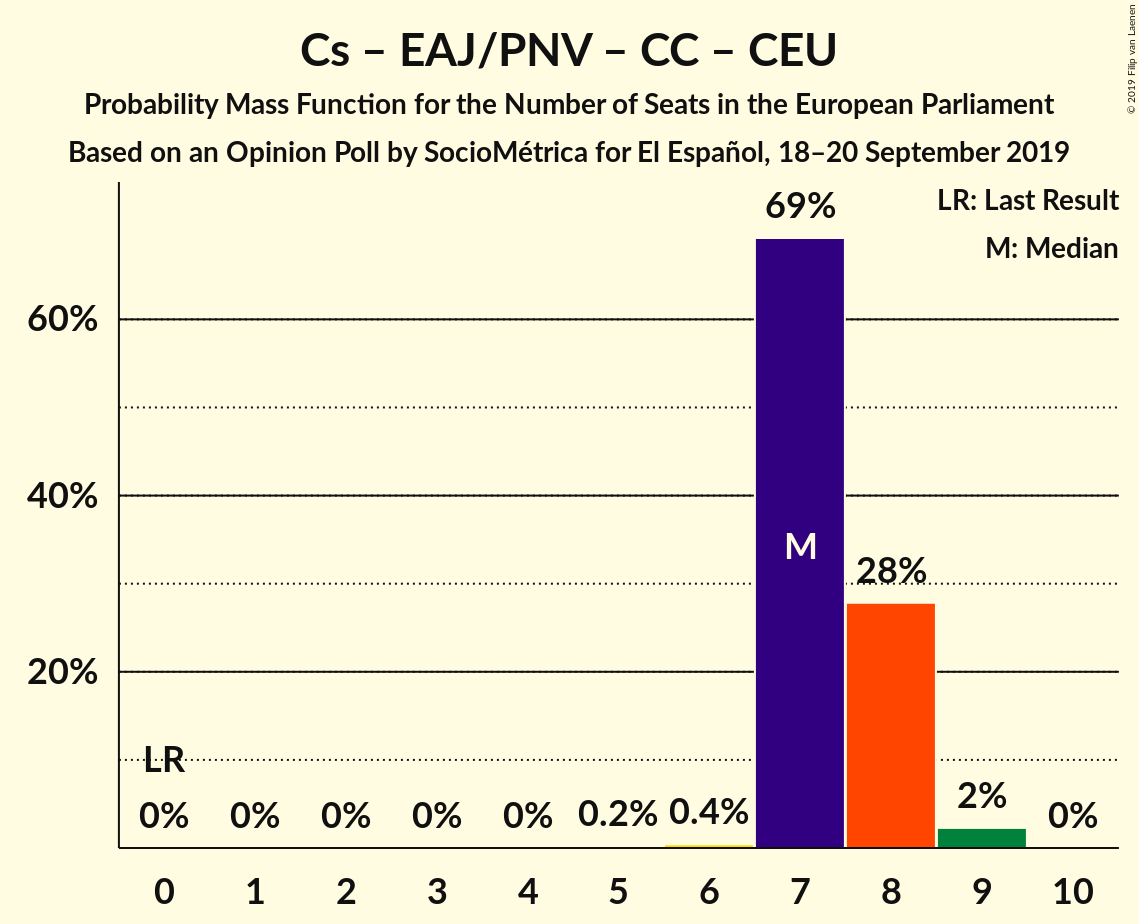 Cs – EAJ/PNV – CC – CEU
Probability Mass Function for the Number of Seats in the European Parliament
Based on an Opinion Poll by SocioMétrica for El Español, 18–20 September 2019
© 2019 Filip van Laenen
LR: Last Result
M: Median
69%
60%
M
40%
28%
20%
LR
0% 0% 0% 0% 0% 0.2% 0.4% 2% 0%
0 1 2 3 4 5 6 7 8 9 10